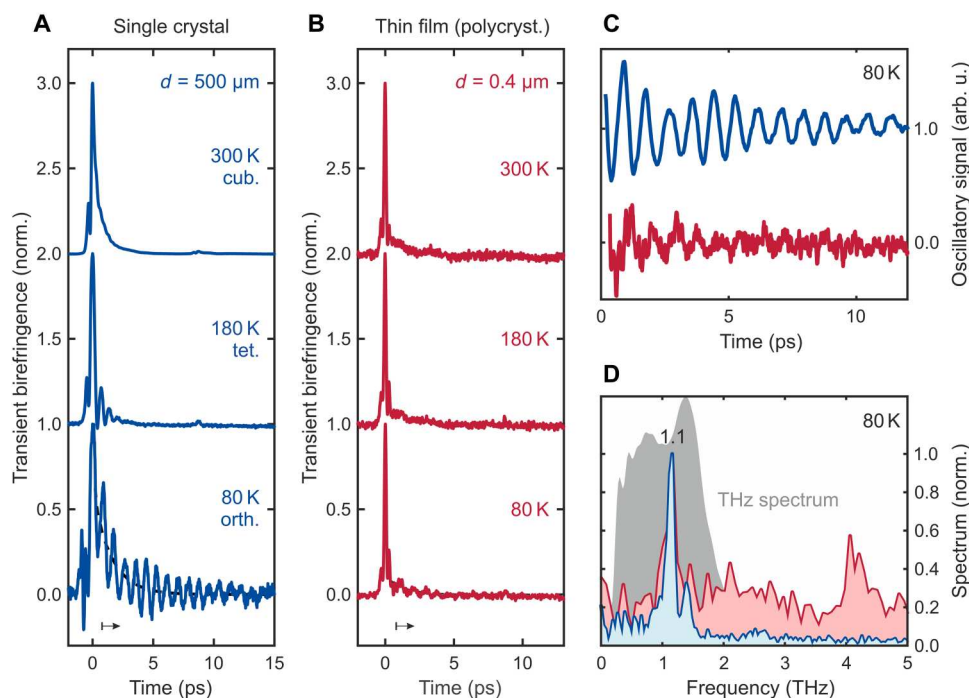 A
Single crystal
Transient birefringence (norm.)
3.0
2.5
2.0
1.5
1.0
0.5
0.0
d = 500 μm
300 K
cub.
180 K
tet.
80 K
orth.
0
5
10
15
Time (ps)
B
Thin film (polycryst.)
Transient birefringence (norm.)
3.0
2.5
2.0
1.5
1.0
0.5
0.0
d = 0.4 μm
300 K
180 K
80 K
0
5
10
Time (ps)
C
80 K
1.0
0.0
Oscillatory signal (arb. u.)
0
5
10
Time (ps)
D
80 K
1.1
THz spectrum
1.0
0.8
0.6
0.4
0.2
0.0
Spectrum (norm.)
0
1
2
3
4
5
Frequency (THz)